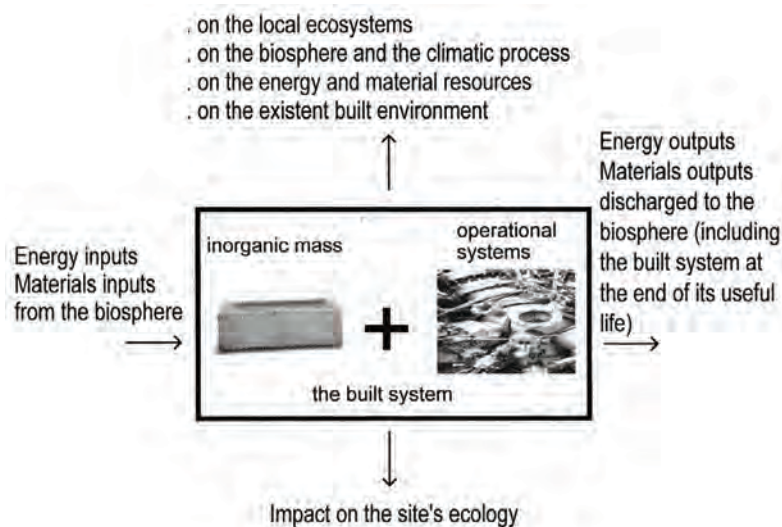 . on the local ecosystems
. on the biosphere and the climatic process
. on the energy and material resources
. on the existent built environment
Energy inputs
Materials inputs
from the biosphere
inorganic mass
operational
systems
+
the built system
Energy outputs
Materials outputs
discharged to the
biosphere (including
the built system at
the end of its useful
life)
Impact on the site's ecology